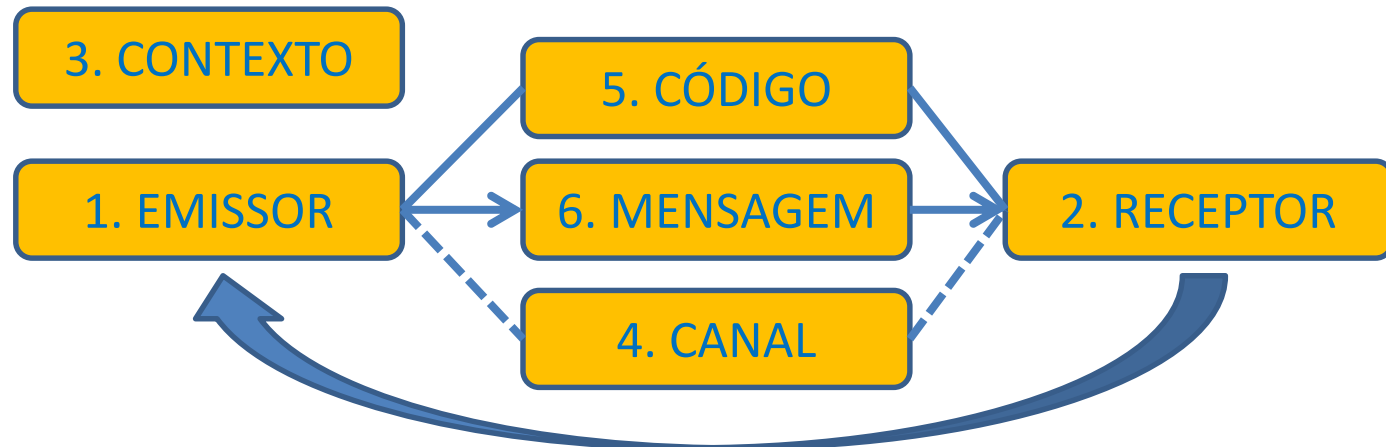 3. CONTEXTO
5. CÓDIGO
1. EMISSOR
6. MENSAGEM
2. RECEPTOR
4. CANAL